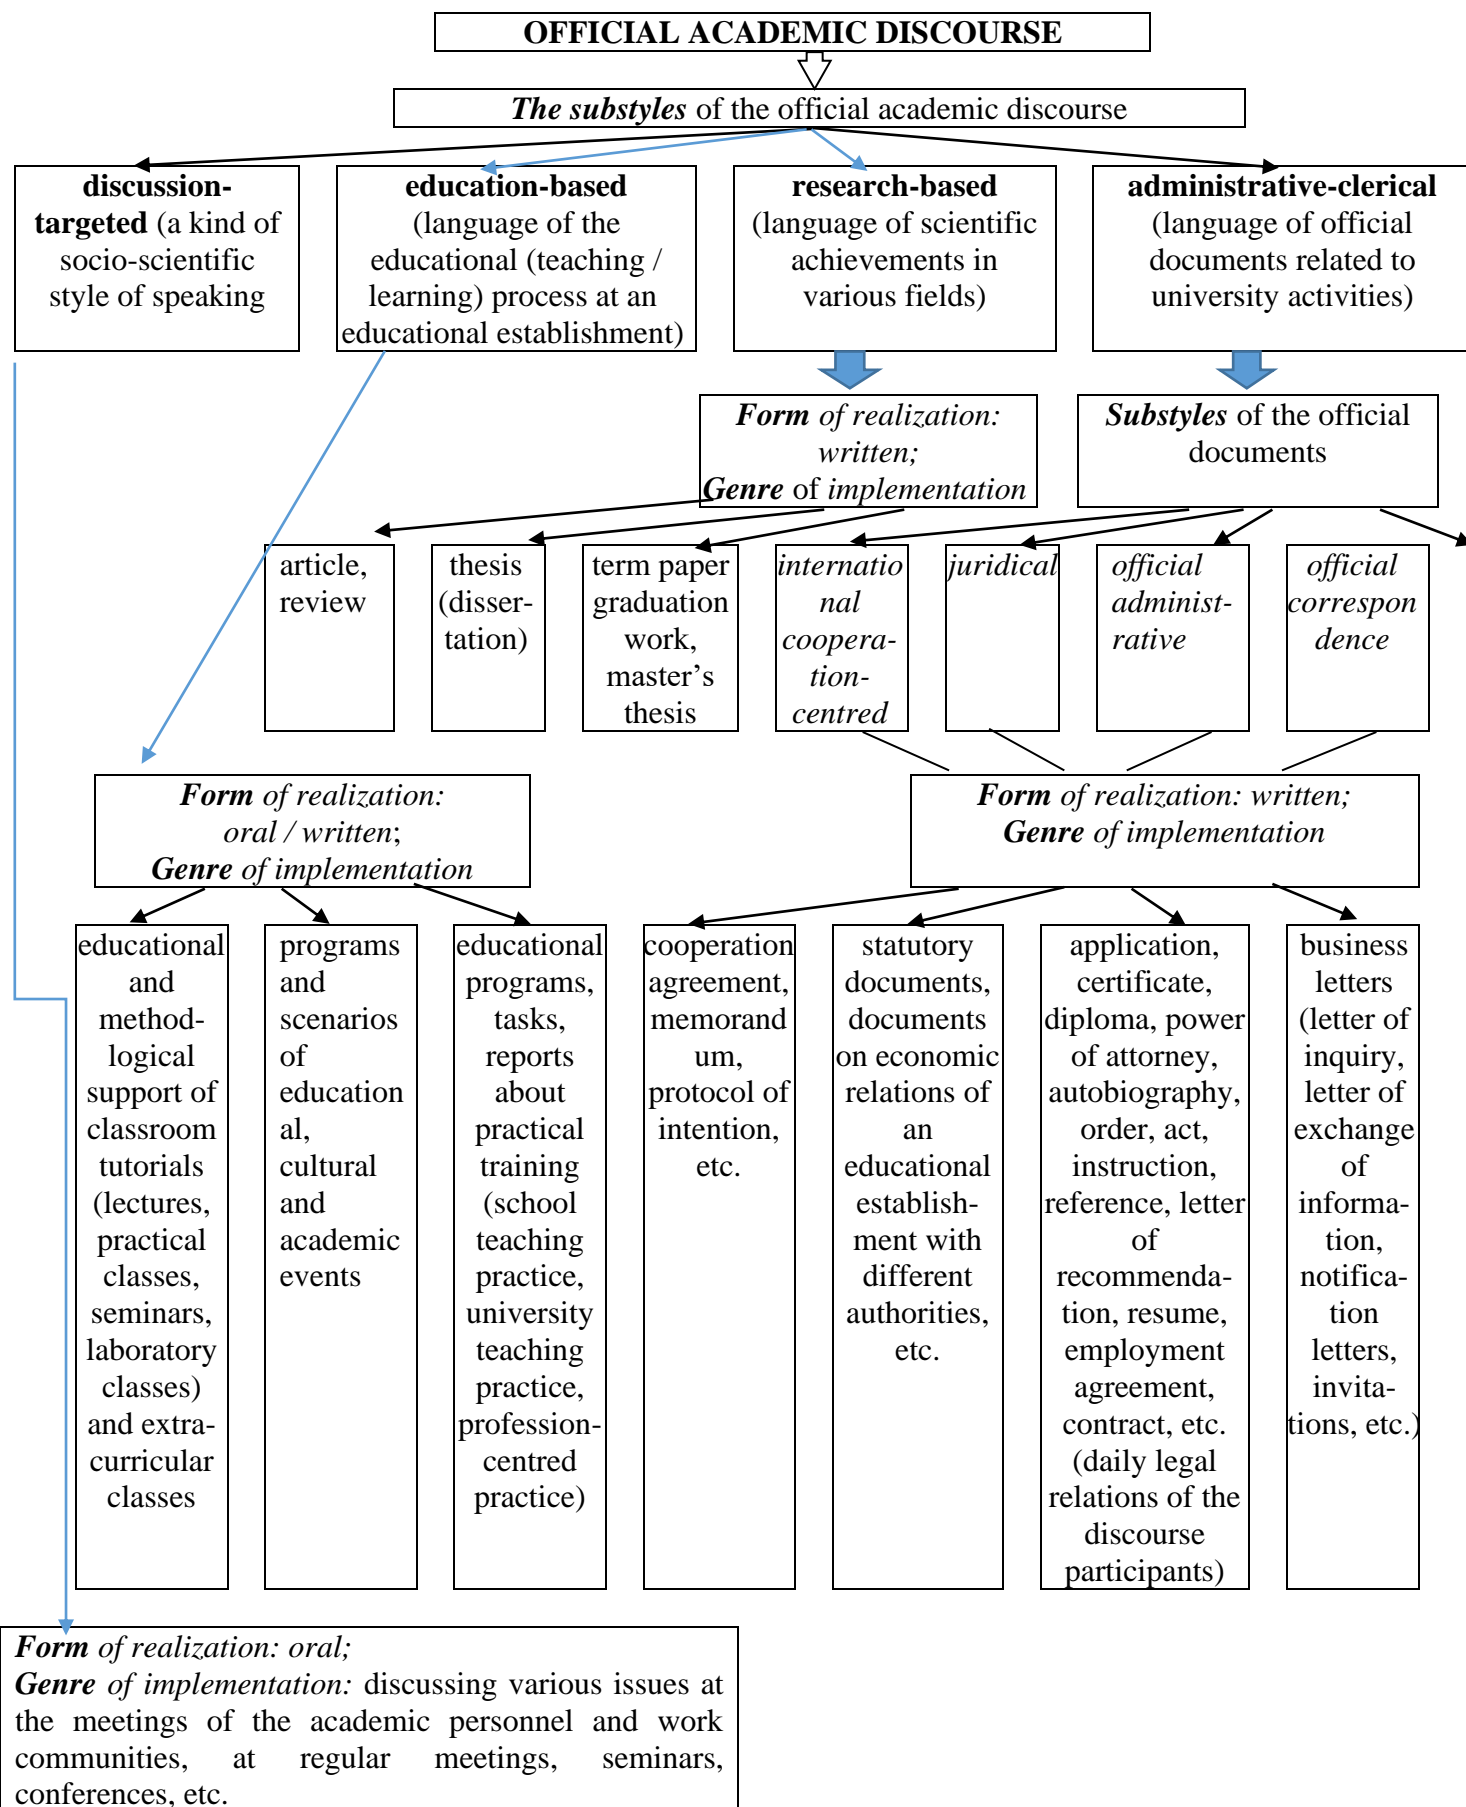 OFFICIAL ACADEMIC DISCOURSE
The substyles of the official academic discourse
discussion-
targeted (a kind of
socio-scientific
style of speaking
education-based
(language of the
educational (teaching /
learning) process at an
educational establishment)
research-based
(language of scientific
achievements in
various fields)
administrative-clerical
(language of official
documents related to
university activities)
Form of realization:
written;
Genre of implementation
Substyles of the official
documents
article,
review
thesis
(disser-
tation)
term paper
graduation
work,
master’s
thesis
internatio
nal
coopera-
tion-
centred
juridical
official
administ-
rative
official
correspon
dence
Form of realization:
oral / written;
Genre of implementation
Form of realization: written;
Genre of implementation
educational
and
method-
logical
support of
classroom
tutorials
(lectures,
practical
classes,
seminars,
laboratory
classes)
and extra-
curricular
classes
programs
and
scenarios
of
education
al,
cultural
and
academic
events
educational
programs,
tasks,
reports
about
practical
training
(school
teaching
practice,
university
teaching
practice,
profession-
centred
practice)
cooperation
agreement,
memorand
um,
protocol of
intention,
etc.
statutory
documents,
documents
on economic
relations of
an
educational
establish-
ment with
different
authorities,
etc.
application,
certificate,
diploma, power
of attorney,
autobiography,
order, act,
instruction,
reference, letter
of
recommenda-
tion, resume,
employment
agreement,
contract, etc.
(daily legal
relations of the
discourse
participants)
business
letters
(letter of
inquiry,
letter of
exchange
of
informa-
tion,
notifica-
tion
letters,
invita-
tions, etc.)
Form of realization: oral;
Genre of implementation: discussing various issues at
the meetings of the academic personnel and work
communities, at regular meetings, seminars,
conferences, etc.